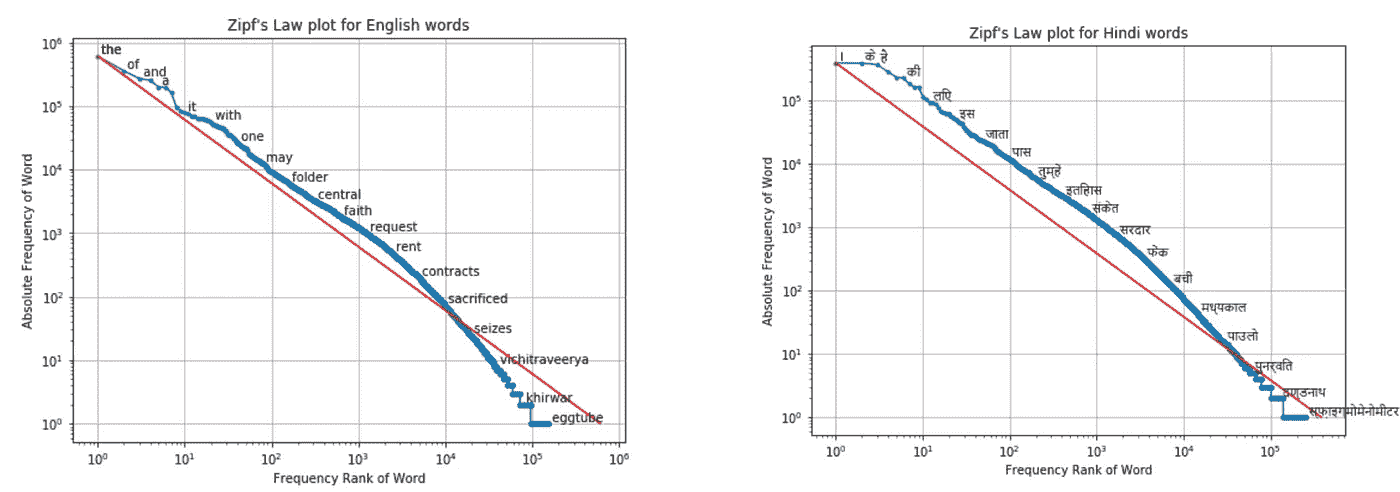 Zipf's Law plot for English words
10⁶
10⁵
10⁴
10³
10²
10¹
10⁰
Absolute Frequency of Word
the
of
and
a
it
with
one
may
folder
central
faith
request
rent
contracts
sacrificed
seizes
vichitraveerya
khirwar
eggtube
10⁰ 10¹ 10² 10³ 10⁴ 10⁵ 10⁶
Frequency Rank of Word
Zipf's Law plot for Hindi words
10⁵
10⁴
10³
10²
10¹
10⁰
Absolute Frequency of Word
।
के
है
की
लिए
इस
जाता
पास
तुम्हे
इतिहास
संकेत
सरदार
फेंक
बची
मध्यकाल
पाउलो
10⁰ 10¹ 10² 10³ 10⁴ 10⁵
Frequency Rank of Word